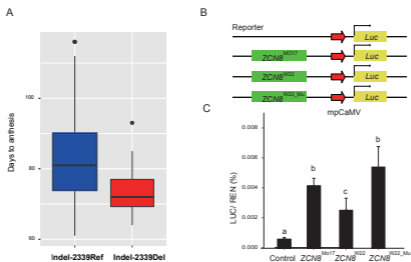 A
Days to anthesis
100
80
60
Indel-2339Ref Indel-2339Del
B
Reporter
Luc
ZCN8 Mo17 Luc
ZCN8 W22 Luc
ZCN8 W22_Mu Luc
mpCaMV
C
LUC/ REN (%)
0.008
0.006
0.004
0.002
0.000
a
b
c
b
Control ZCN8 Mo17 ZCN8 W22 ZCN8 W22_Mu